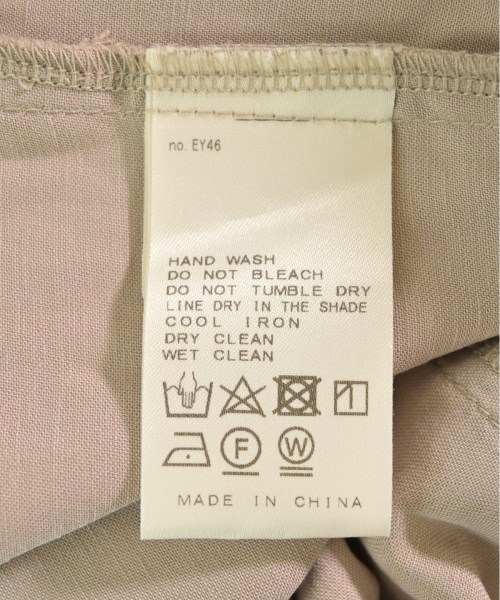 no. EY46
HAND WASH
DO NOT BLEACH
DO NOT TUMBLE DRY
LINE DRY IN THE SHADE
COOL IRON
DRY CLEAN
WET CLEAN
F W
MADE IN CHINA